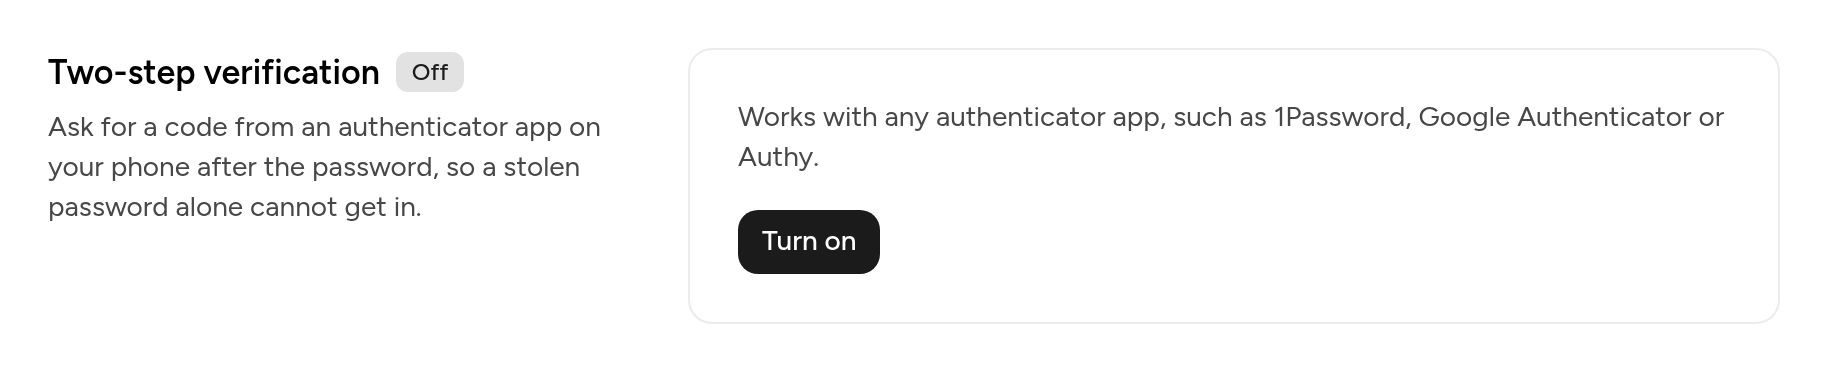 Two-step verification
Off
Ask for a code from an authenticator app on
your phone after the password, so a stolen
password alone cannot get in.
Works with any authenticator app, such as 1Password, Google Authenticator or
Authy.
Turn on